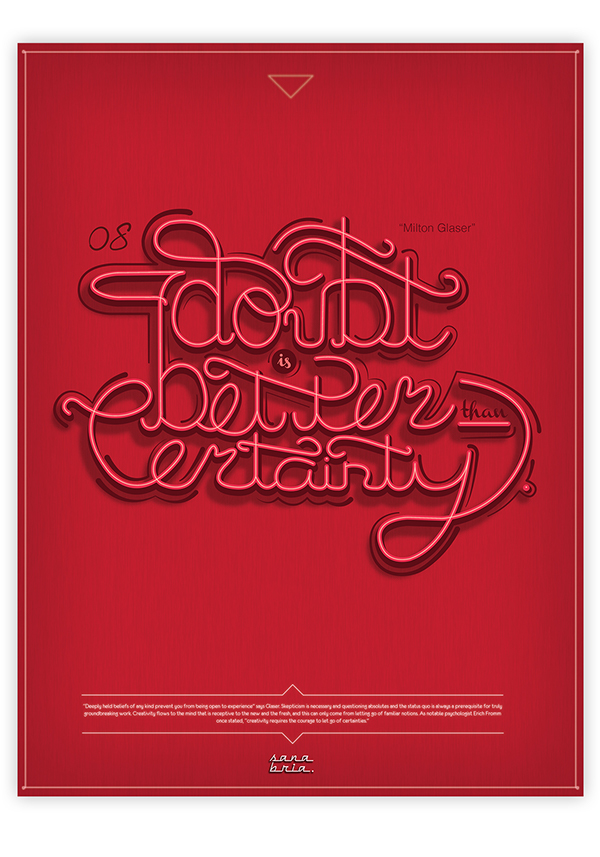 08
"Milton Glaser"
doubt
is
better
than
certainty.
"Deeply held beliefs of any kind prevent you from being open to experience" says Glaser. Skepticism is necessary and questioning absolutes and the status quo is always a prerequisite for truly
groundbreaking work. Creativity flows to the mind that is receptive to the new and the fresh, and this can only come from letting go of familiar notions. As notable psychologist Erich Fromm
once stated, "creativity requires the courage to let go of certainties."
sana
bria.